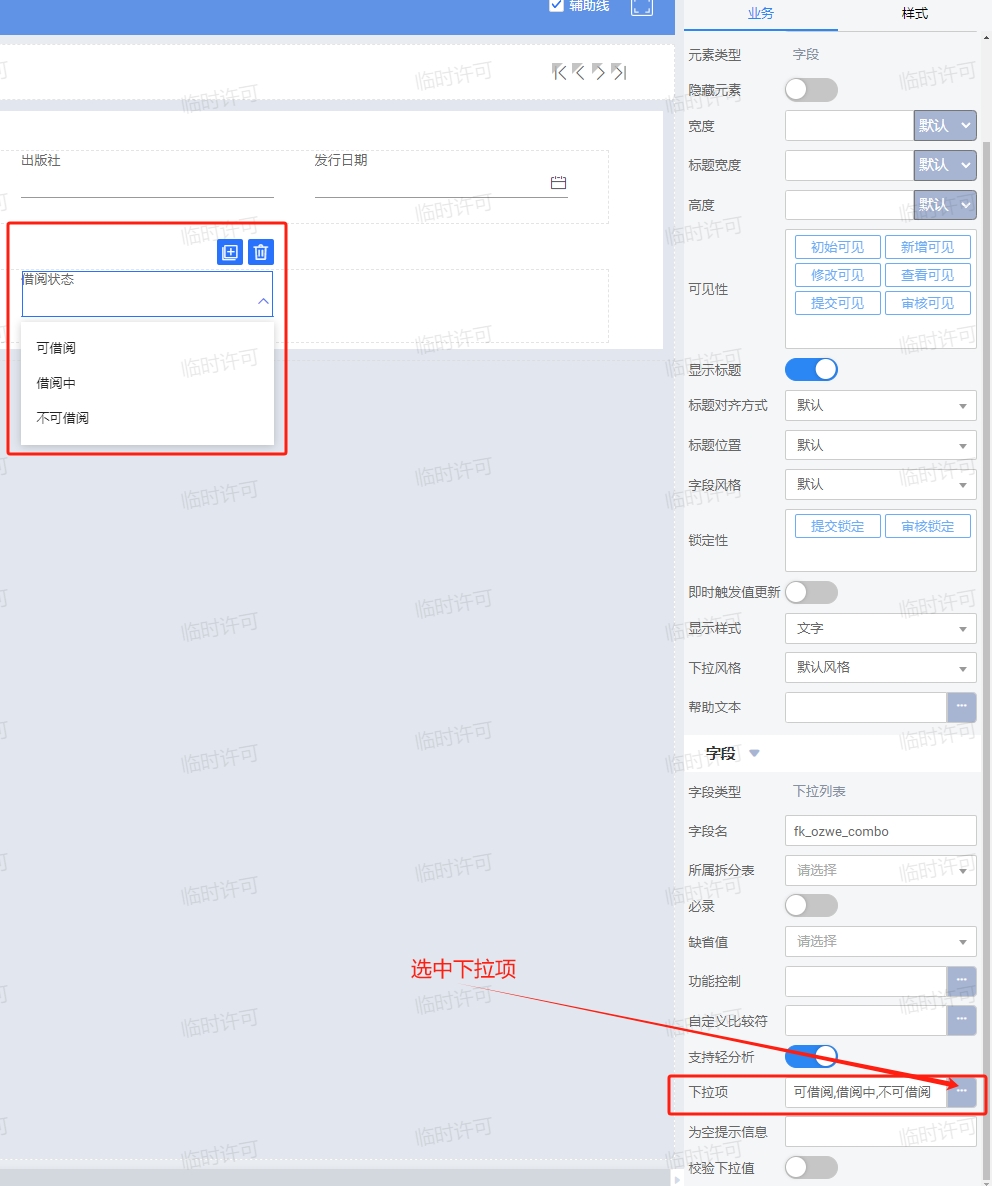 辅助线
业务
样式
元素类型
字段
隐藏元素
宽度
默认
标题宽度
默认
高度
默认
可见性
初始可见
新增可见
修改可见
查看可见
提交可见
审核可见
显示标题
标题对齐方式
默认
标题位置
默认
字段风格
默认
锁定性
提交锁定
审核锁定
即时触发值更新
显示样式
文字
下拉风格
默认风格
帮助文本
字段
字段类型
下拉列表
字段名
fk_ozwe_combo
所属拆分表
请选择
必录
缺省值
请选择
功能控制
自定义比较符
支持轻分析
下拉项
可借阅,借阅中,不可借阅
为空提示信息
校验下拉值
出版社
发行日期
借阅状态
可借阅
借阅中
不可借阅
选中下拉项
临时许可